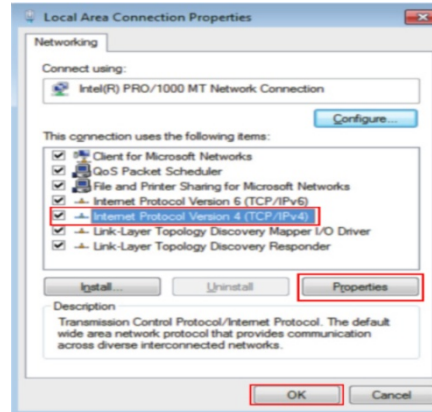 Local Area Connection Properties
Networking
Connect using:
Intel(R) PRO/1000 MT Network Connection
Configure...
This connection uses the following items:
Client for Microsoft Networks
QoS Packet Scheduler
File and Printer Sharing for Microsoft Networks
Internet Protocol Version 6 (TCP/IPv6)
Internet Protocol Version 4 (TCP/IPv4)
Link-Layer Topology Discovery Mapper I/O Driver
Link-Layer Topology Discovery Responder
Install... Uninstall Properties
Description
Transmission Control Protocol/Internet Protocol. The default
wide area network protocol that provides communication
across diverse interconnected networks.
OK Cancel